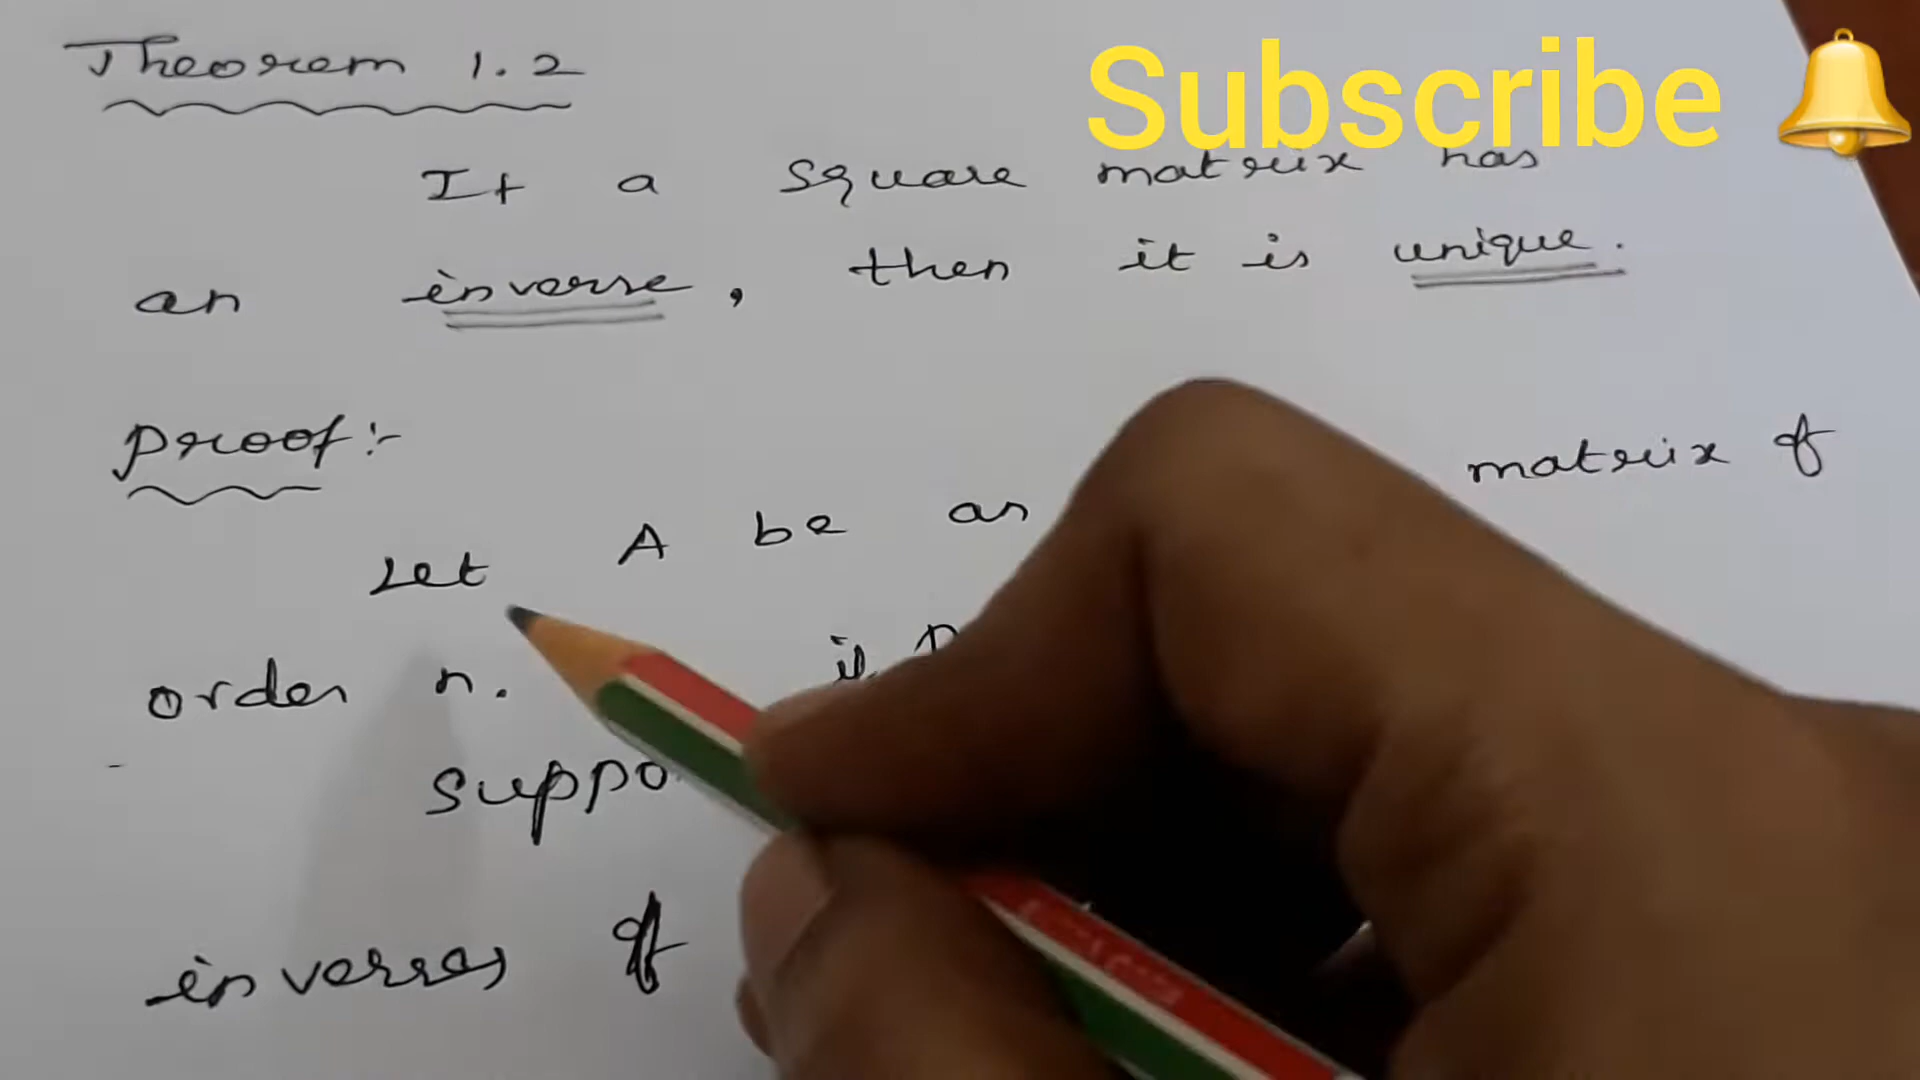 Theorem 1.2
Subscribe
If a square matrix has
an inverse, then it is unique.
Proof:-
Let A be an matrix of
order n. if
suppo
inverses of